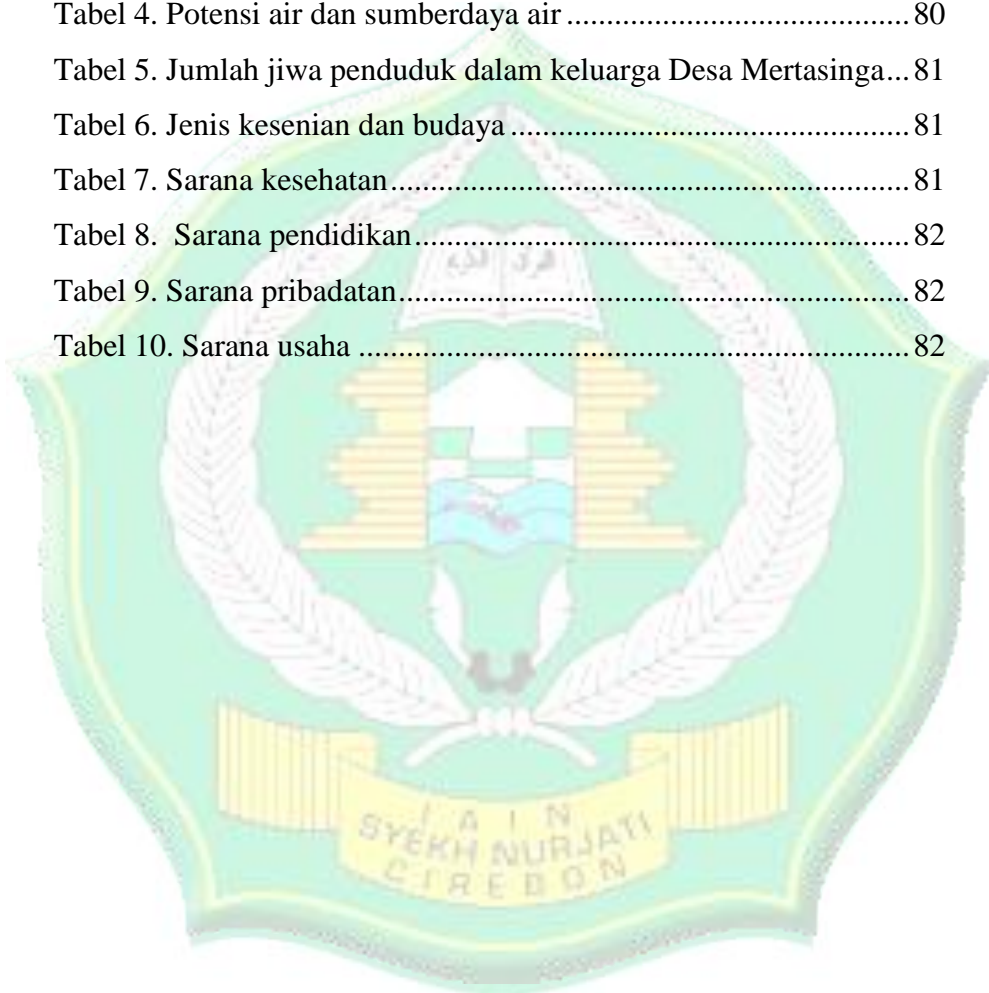 Tabel 4. Potensi air dan sumberdaya air ........................................ 80
Tabel 5. Jumlah jiwa penduduk dalam keluarga Desa Mertasinga... 81
Tabel 6. Jenis kesenian dan budaya ................................................ 81
Tabel 7. Sarana kesehatan............................................................... 81
Tabel 8.  Sarana pendidikan............................................................ 82
Tabel 9. Sarana pribadatan.............................................................. 82
Tabel 10. Sarana usaha ................................................................... 82
IAIN
SYEKH NURJATI
CIREBON